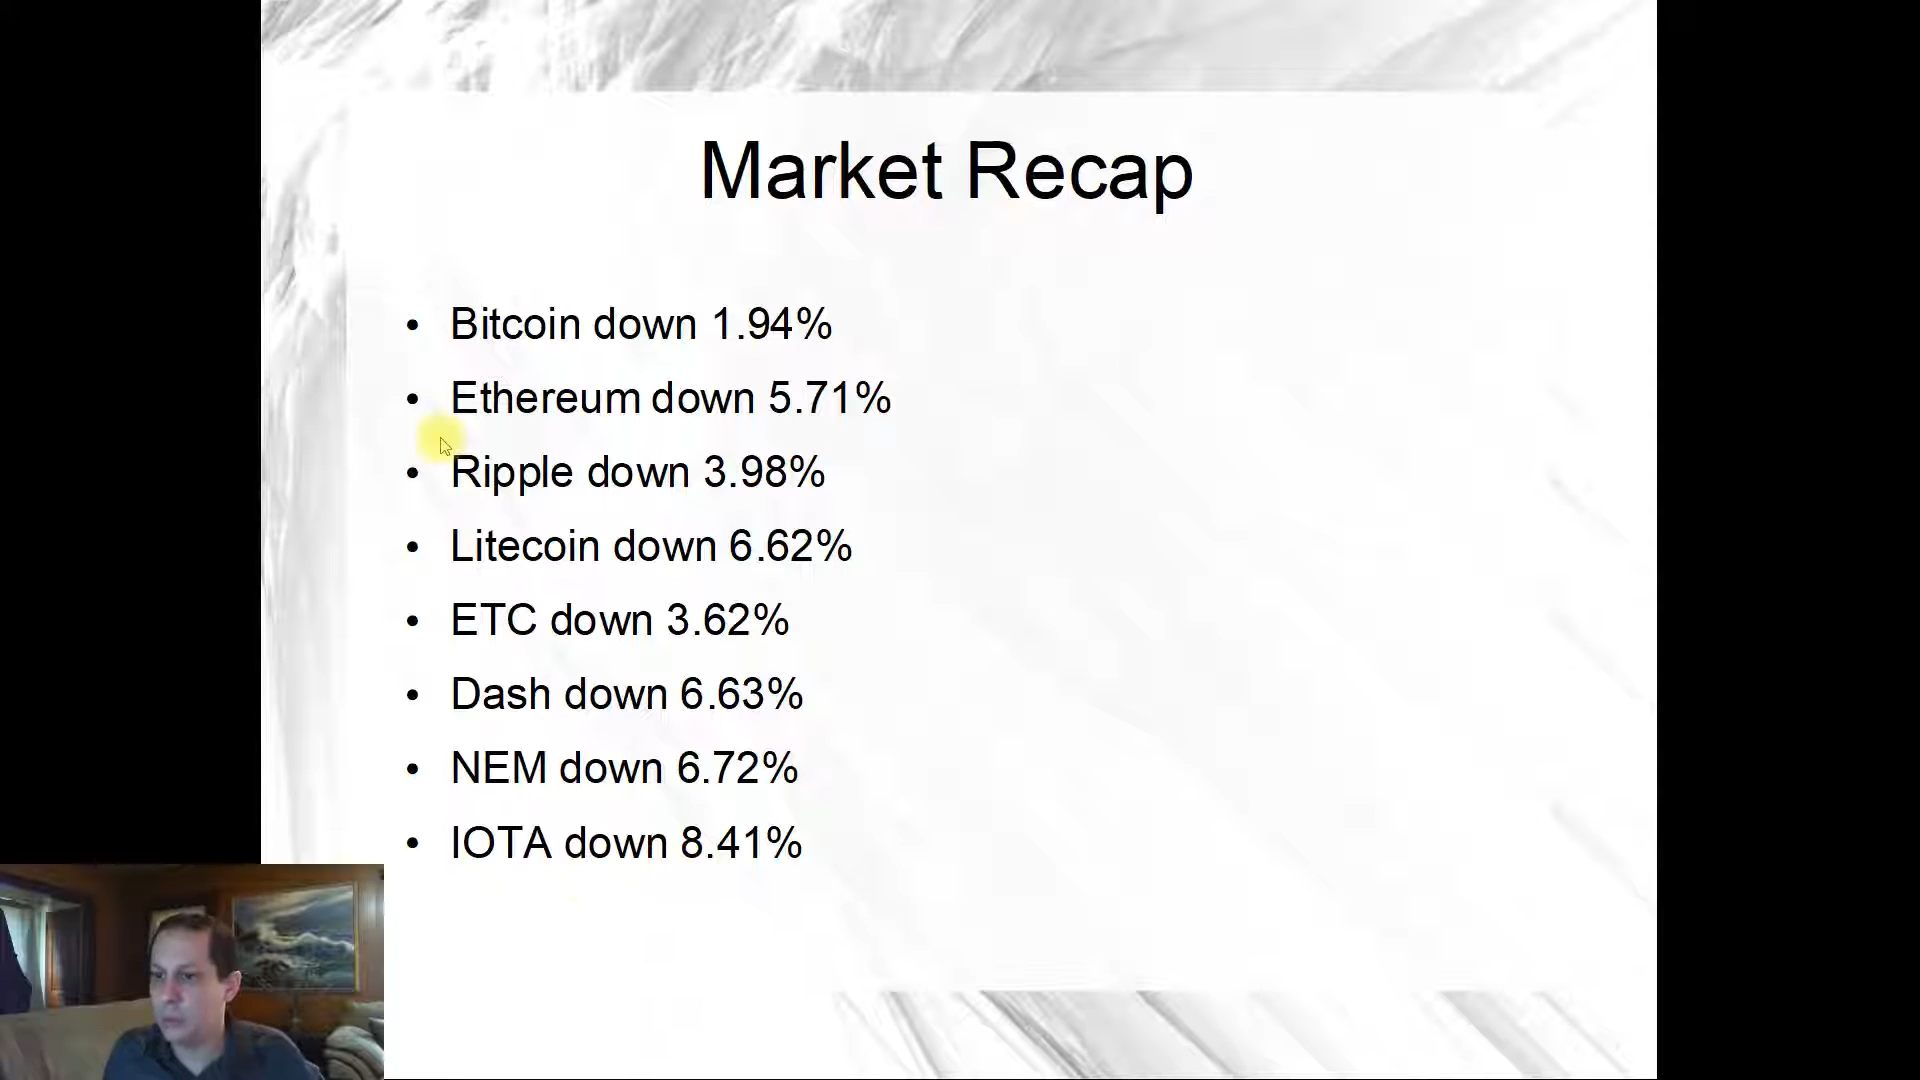 Market Recap
• Bitcoin down 1.94%
• Ethereum down 5.71%
• Ripple down 3.98%
• Litecoin down 6.62%
• ETC down 3.62%
• Dash down 6.63%
• NEM down 6.72%
• IOTA down 8.41%